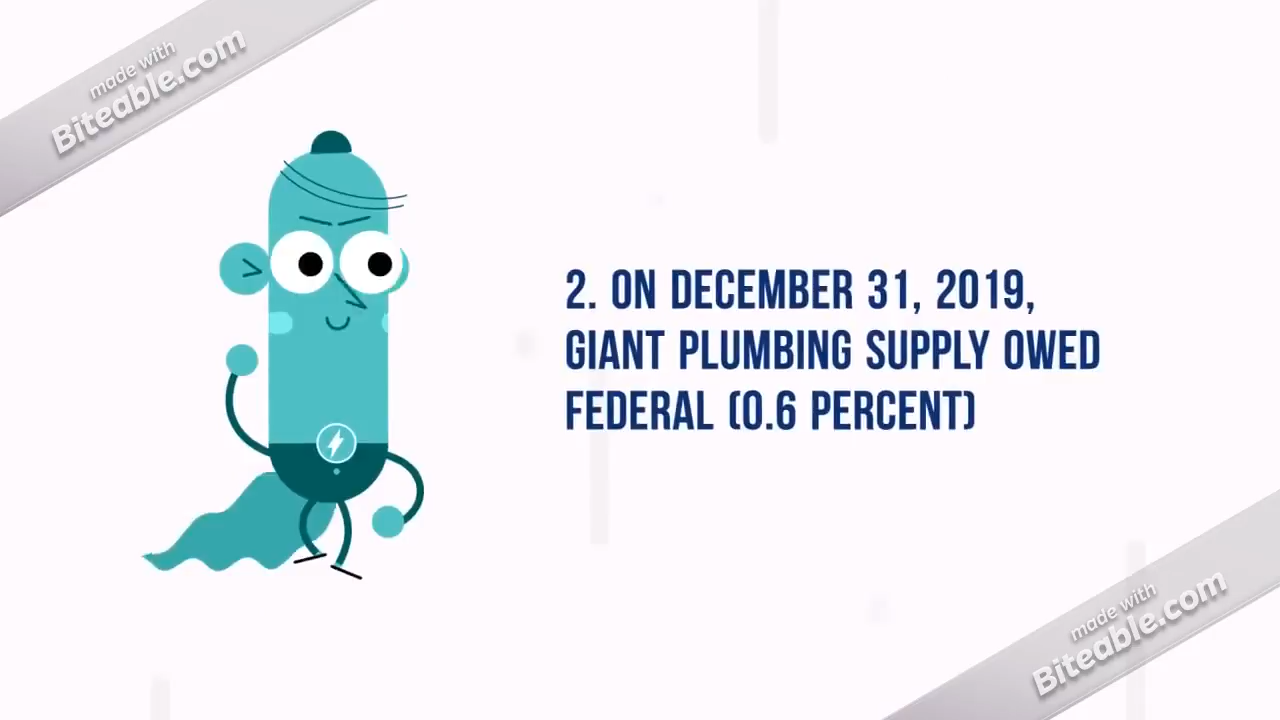 made with
Biteable.com
2. ON DECEMBER 31, 2019,
GIANT PLUMBING SUPPLY OWED
FEDERAL (0.6 PERCENT)
made with
Biteable.com